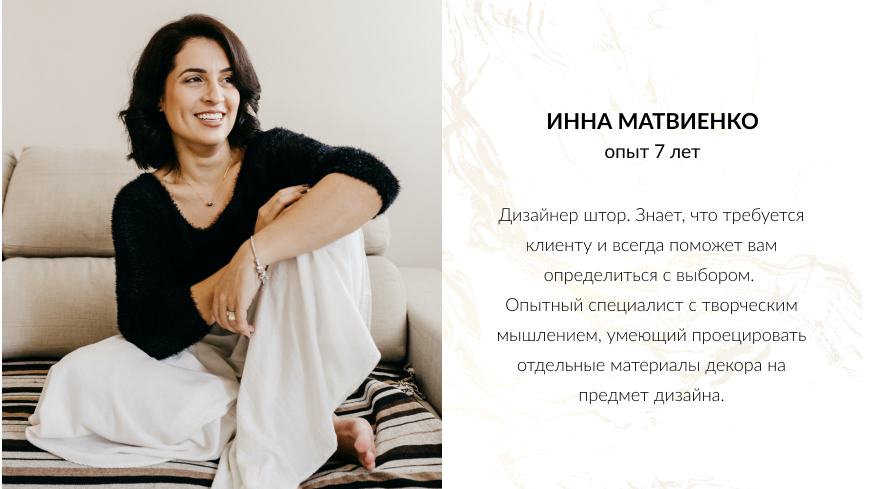 ИННА МАТВИЕНКО
опыт 7 лет
Дизайнер штор. Знает, что требуется
клиенту и всегда поможет вам
определиться с выбором.
Опытный специалист с творческим
мышлением, умеющий проецировать
отдельные материалы декора на
предмет дизайна.